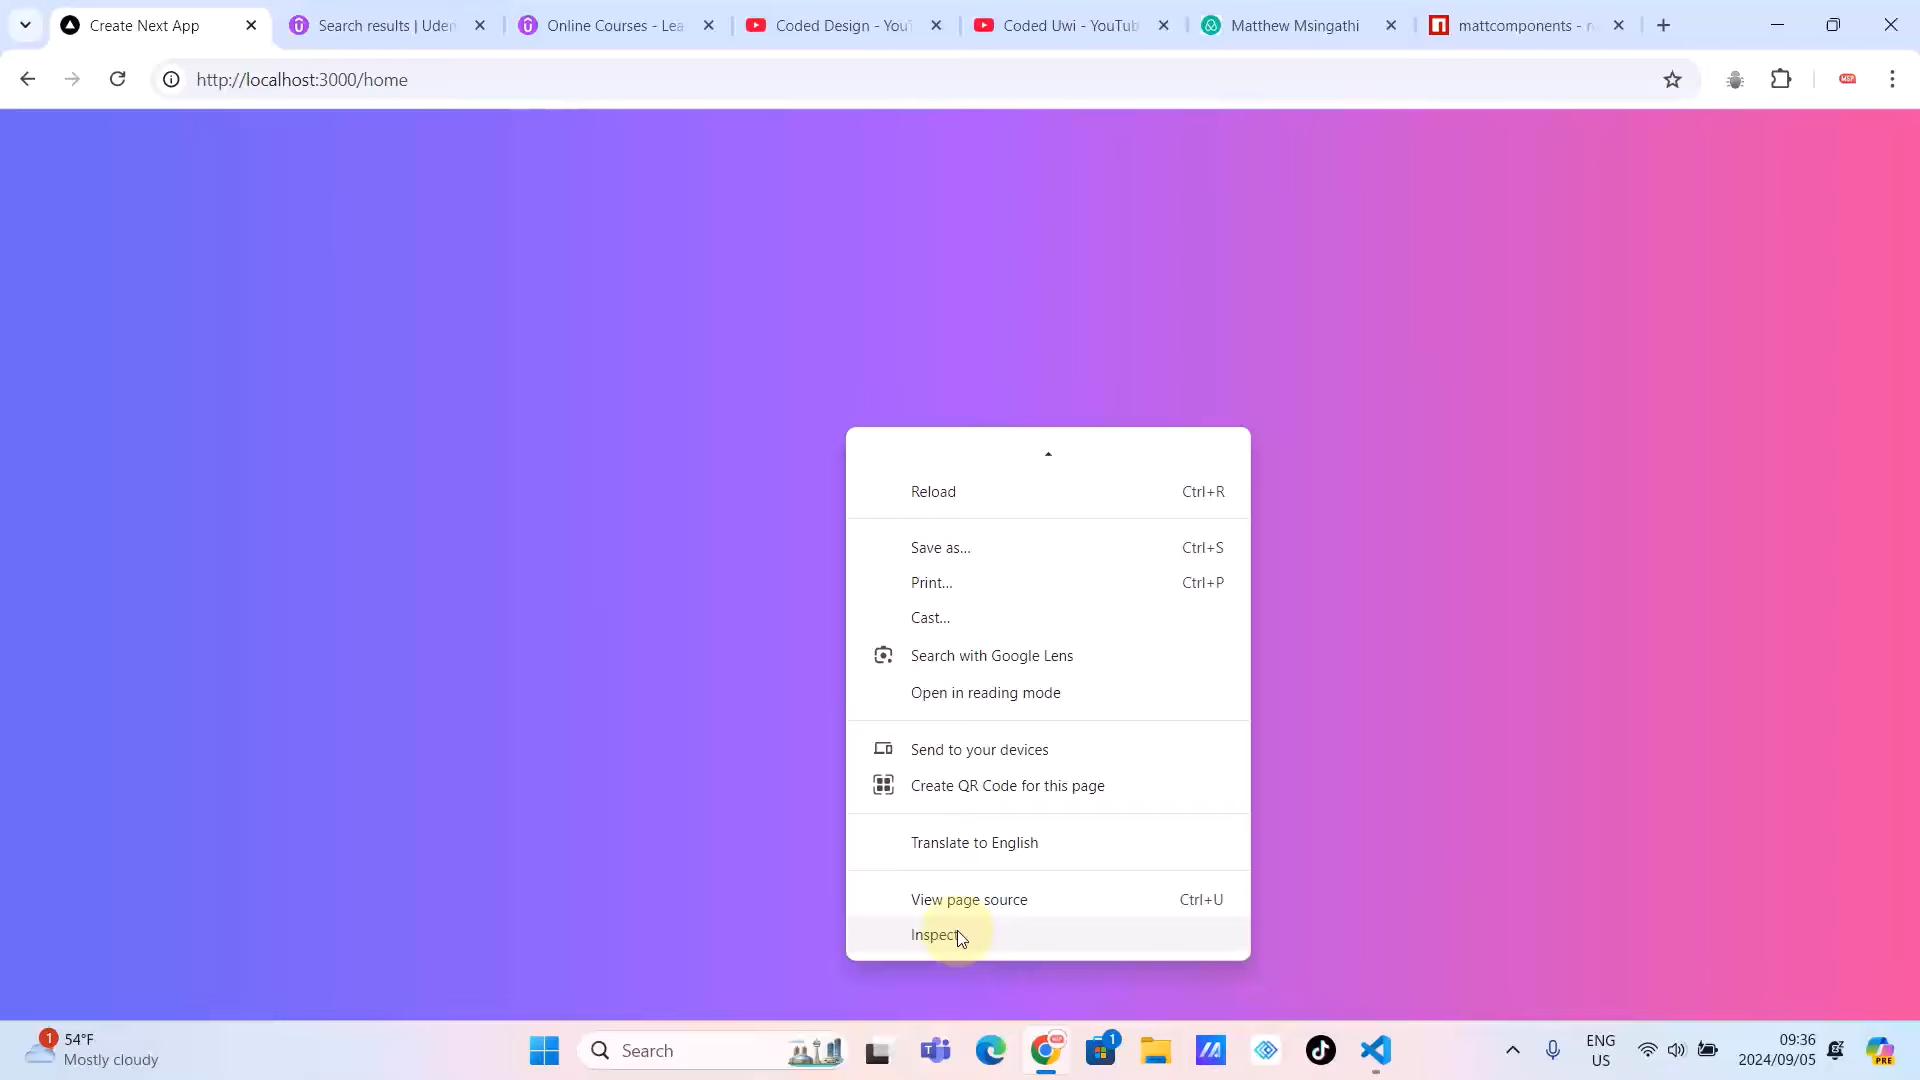 Create Next App
Search results | Uden
Online Courses - Lea
Coded Design - You
Coded Uwi - YouTub
Matthew Msingathi
mattcomponents - n
http://localhost:3000/home
Reload Ctrl+R
Save as... Ctrl+S
Print... Ctrl+P
Cast...
Search with Google Lens
Open in reading mode
Send to your devices
Create QR Code for this page
Translate to English
View page source Ctrl+U
Inspect
1
54°F
Mostly cloudy
Search
1
ENG
US
09:36
2024/09/05
PRE